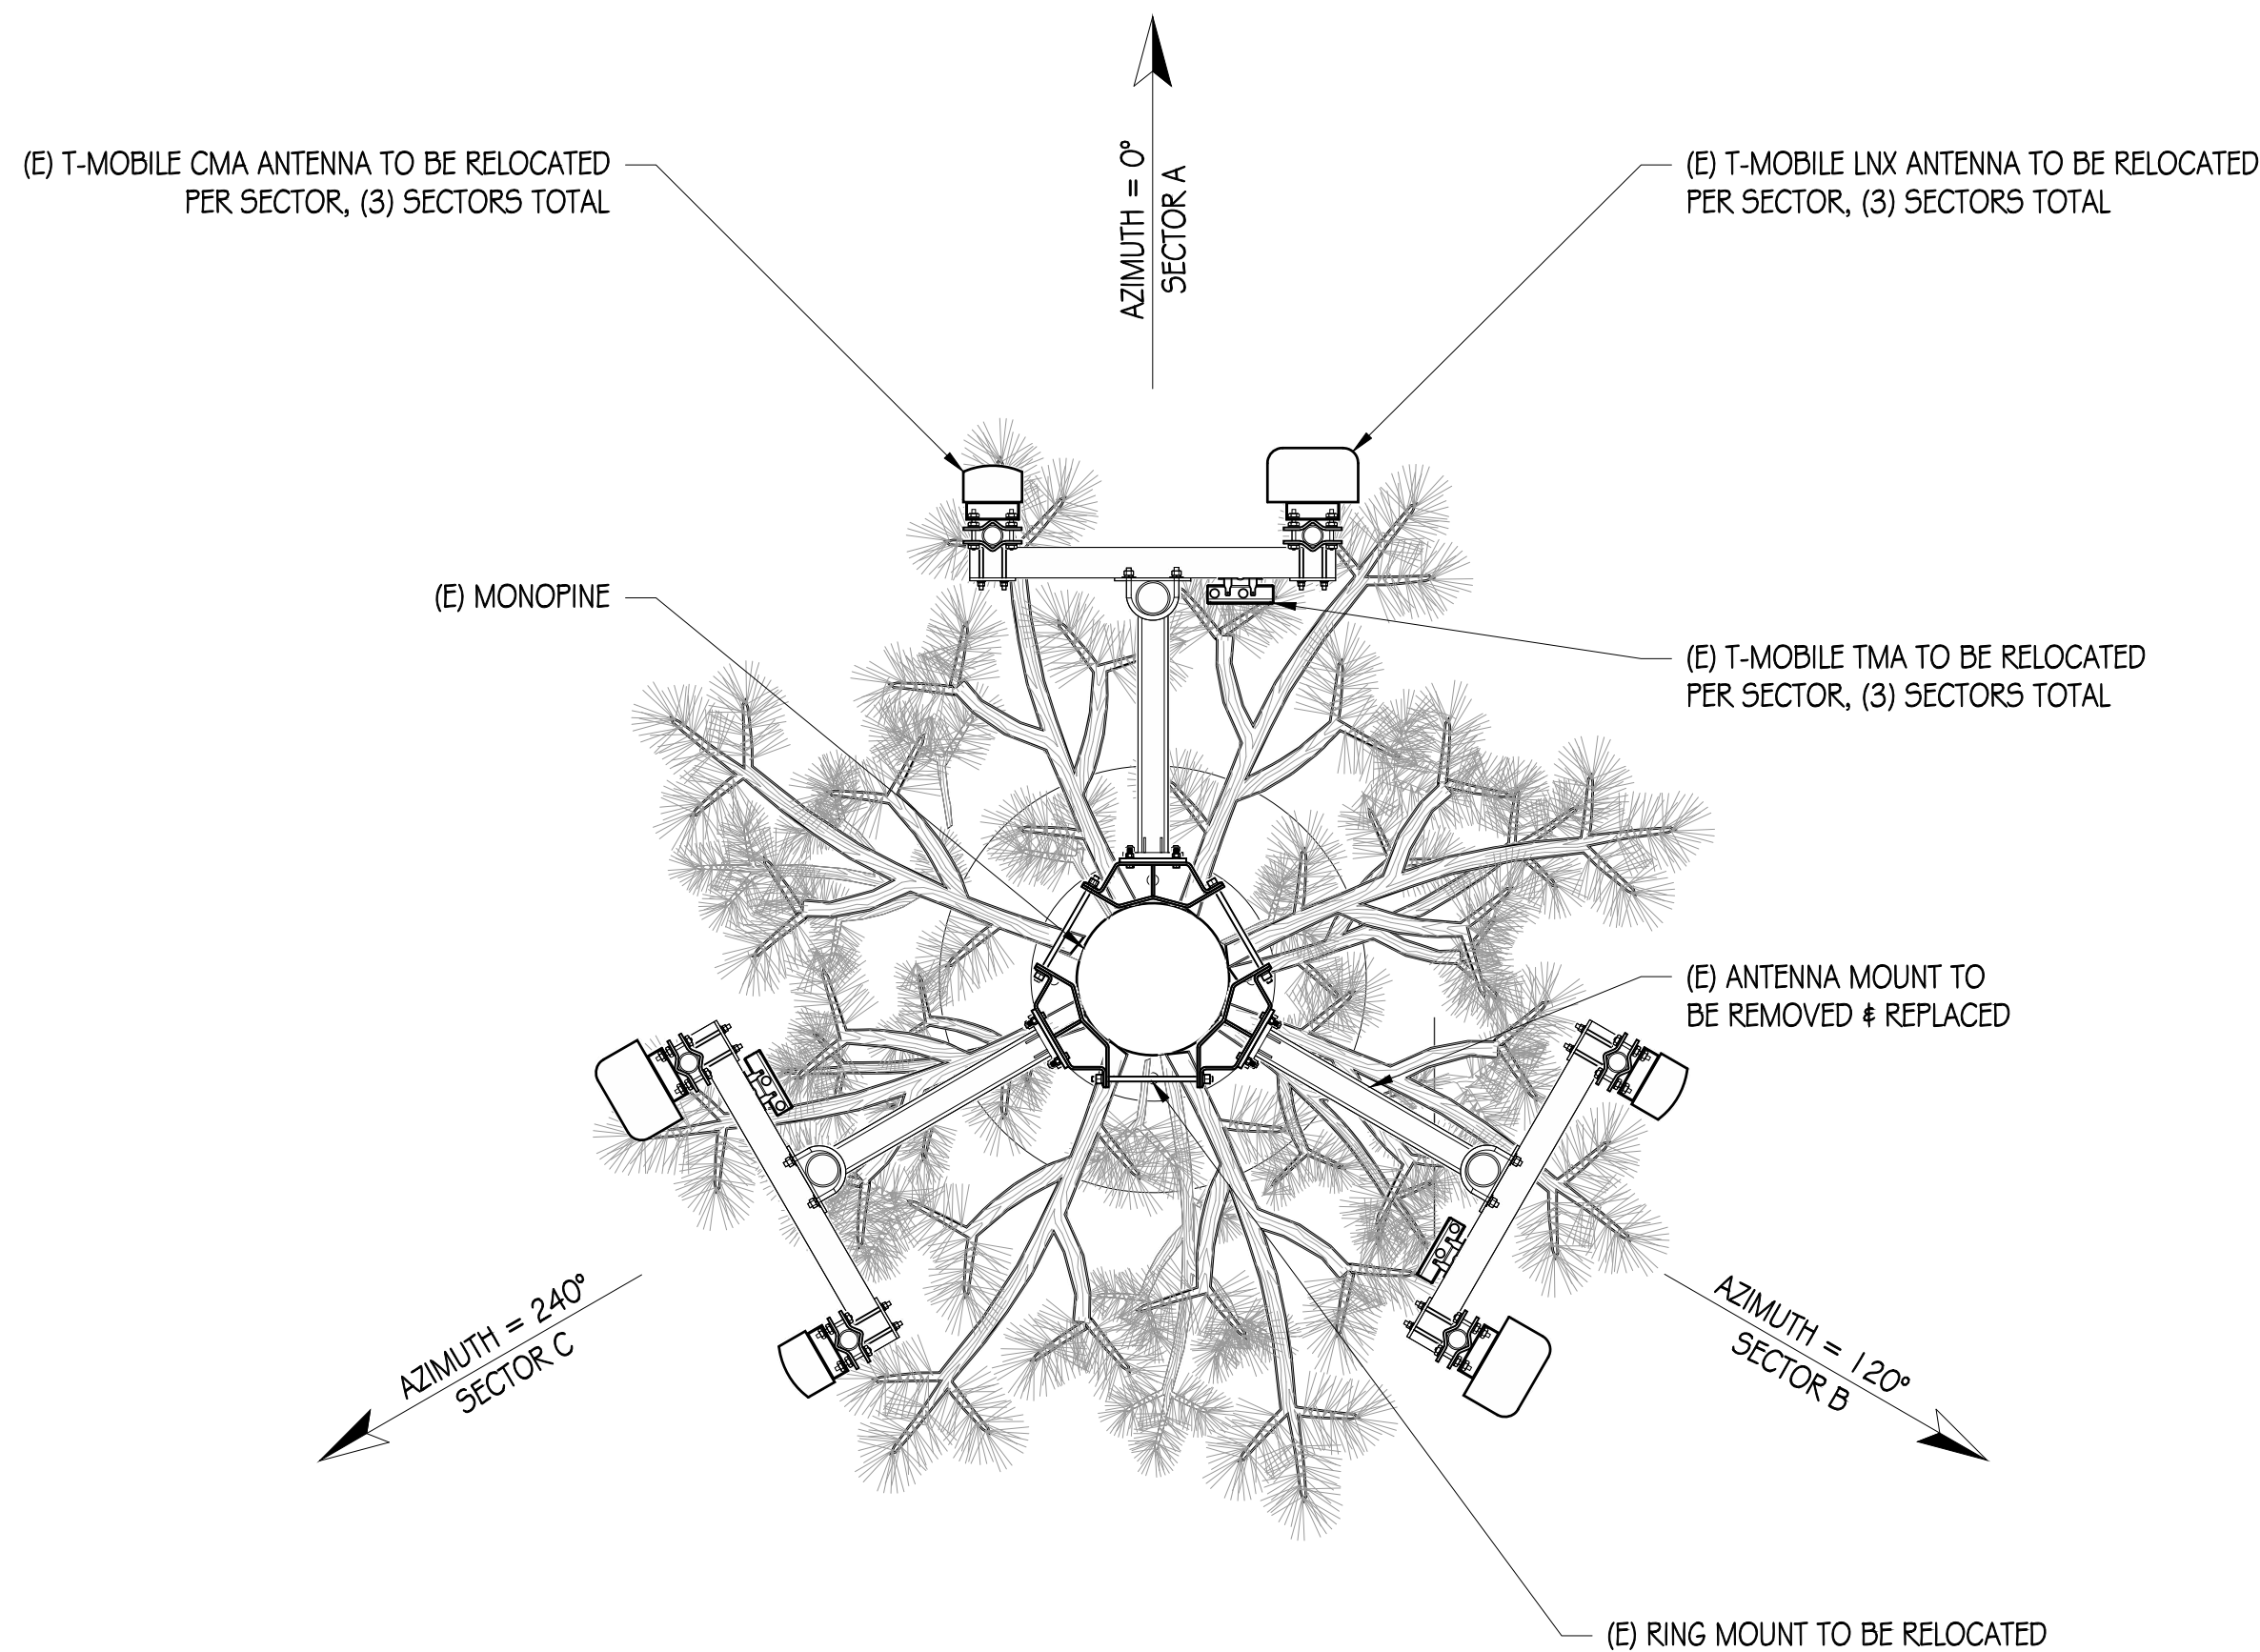 AZIMUTH = 0°
SECTOR A
(E) T-MOBILE CMA ANTENNA TO BE RELOCATED
PER SECTOR, (3) SECTORS TOTAL
(E) T-MOBILE LNX ANTENNA TO BE RELOCATED
PER SECTOR, (3) SECTORS TOTAL
(E) MONOPINE
(E) T-MOBILE TMA TO BE RELOCATED
PER SECTOR, (3) SECTORS TOTAL
(E) ANTENNA MOUNT TO
BE REMOVED & REPLACED
AZIMUTH = 240°
SECTOR C
AZIMUTH = 120°
SECTOR B
(E) RING MOUNT TO BE RELOCATED